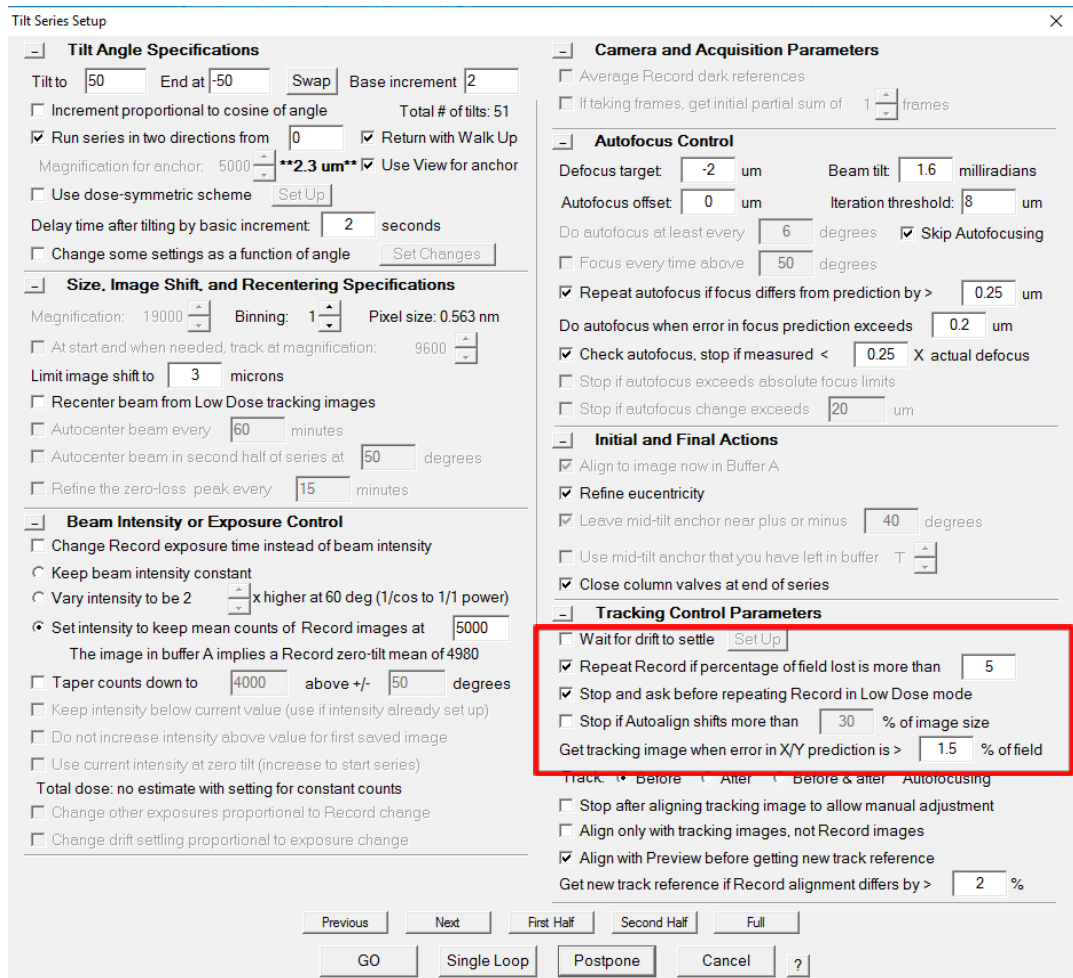 Tilt Series Setup
Tilt Angle Specifications
Tilt to 50 End at -50 Swap Base increment 2
Increment proportional to cosine of angle Total # of tilts: 51
Run series in two directions from 0 Return with Walk Up
Magnification for anchor: 5000 **2.3 um** Use View for anchor
Use dose-symmetric scheme Set Up
Delay time after tilting by basic increment: 2 seconds
Change some settings as a function of angle Set Changes
Size, Image Shift, and Recentering Specifications
Magnification: 19000 Binning: 1 Pixel size: 0.563 nm
At start and when needed, track at magnification: 9600
Limit image shift to 3 microns
Recenter beam from Low Dose tracking images
Autocenter beam every 60 minutes
Autocenter beam in second half of series at 50 degrees
Refine the zero-loss peak every 15 minutes
Beam Intensity or Exposure Control
Change Record exposure time instead of beam intensity
Keep beam intensity constant
Vary intensity to be 2 x higher at 60 deg (1/cos to 1/1 power)
Set intensity to keep mean counts of Record images at 5000
The image in buffer A implies a Record zero-tilt mean of 4980
Taper counts down to 4000 above +/- 50 degrees
Keep intensity below current value (use if intensity already set up)
Do not increase intensity above value for first saved image
Use current intensity at zero tilt (increase to start series)
Total dose: no estimate with setting for constant counts
Change other exposures proportional to Record change
Change drift settling proportional to exposure change
Camera and Acquisition Parameters
Average Record dark references
If taking frames, get initial partial sum of 1 frames
Autofocus Control
Defocus target: -2 um Beam tilt: 1.6 milliradians
Autofocus offset: 0 um Iteration threshold: 8 um
Do autofocus at least every 6 degrees Skip Autofocusing
Focus every time above 50 degrees
Repeat autofocus if focus differs from prediction by > 0.25 um
Do autofocus when error in focus prediction exceeds 0.2 um
Check autofocus, stop if measured < 0.25 X actual defocus
Stop if autofocus exceeds absolute focus limits
Stop if autofocus change exceeds 20 um
Initial and Final Actions
Align to image now in Buffer A
Refine eucentricity
Leave mid-tilt anchor near plus or minus 40 degrees
Use mid-tilt anchor that you have left in buffer T
Close column valves at end of series
Tracking Control Parameters
Wait for drift to settle Set Up
Repeat Record if percentage of field lost is more than 5
Stop and ask before repeating Record in Low Dose mode
Stop if Autoalign shifts more than 30 % of image size
Get tracking image when error in X/Y prediction is > 1.5 % of field
Track: Before After Before & after Autofocusing
Stop after aligning tracking image to allow manual adjustment
Align only with tracking images, not Record images
Align with Preview before getting new track reference
Get new track reference if Record alignment differs by > 2 %
Previous Next First Half Second Half Full
GO Single Loop Postpone Cancel ?